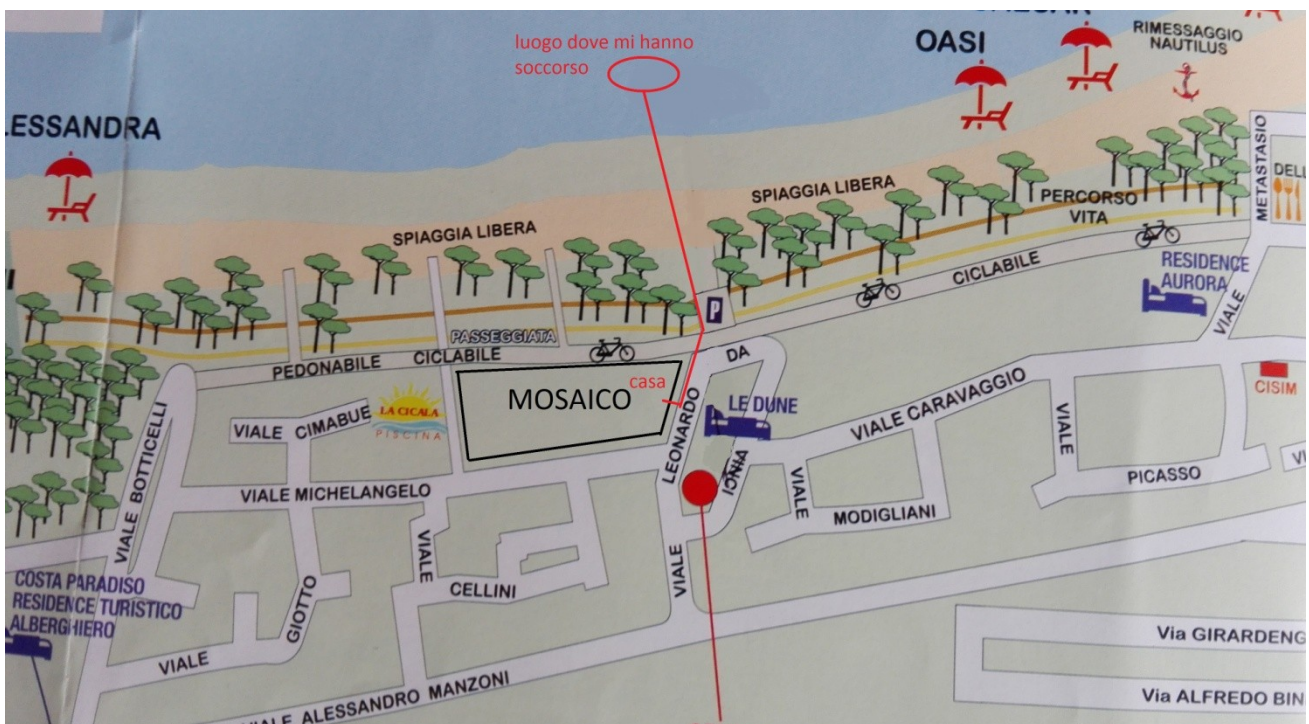 luogo dove mi hanno
soccorso
OASI
RIMESSAGGIO
NAUTILUS
LESSANDRA
SPIAGGIA LIBERA
SPIAGGIA LIBERA
PERCORSO
VITA
METASTASIO
VIALE
DELL
P
CICLABILE
RESIDENCE
AURORA
PASSEGGIATA
PEDONABILE CICLABILE
casa
MOSAICO
DA
LEONARDO
VINCI
VIALE
LE DUNE
CISIM
LA CICALA
PISCINA
VIALE CIMABUE
VIALE CARAVAGGIO
VIALE BOTTICELLI
VIALE MICHELANGELO
VIALE
PICASSO
VIALE
MODIGLIANI
VIALE
CELLINI
COSTA PARADISO
RESIDENCE TURISTICO
ALBERGHIERO
VIALE
GIOTTO
Via GIRARDENG
VIALE ALESSANDRO MANZONI
Via ALFREDO BIN